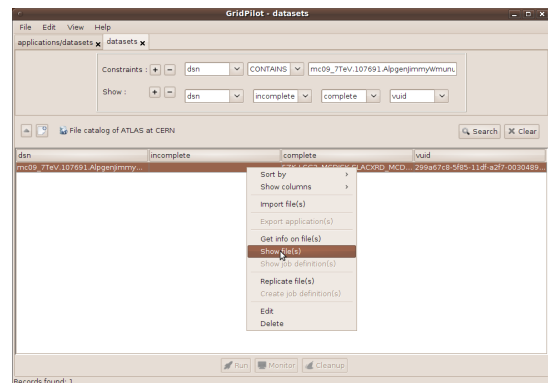 GridPilot - datasets
File Edit View Help
applications/datasets datasets
Constraints : dsn CONTAINS mc09_7TeV.107691.AlpgenJimmyWmunu
Show : dsn incomplete complete vuid
File catalog of ATLAS at CERN Search Clear
dsn incomplete complete vuid
mc09_7TeV.107691.AlpgenJimmy... 299a67c8-5f85-11df-a2f7-0030489...
Sort by
Show columns
Import file(s)
Export application(s)
Get info on file(s)
Show file(s)
Show job definition(s)
Replicate file(s)
Create job definition(s)
Edit
Delete
Run Monitor Cleanup
Records found: 1